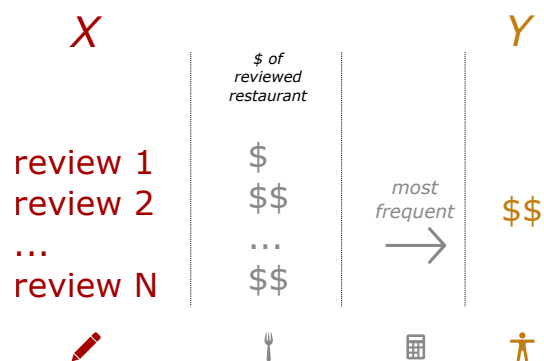 X
Y
$ of
reviewed
restaurant
review 1
$
review 2
$$
most
frequent
$$
...
...
review N
$$